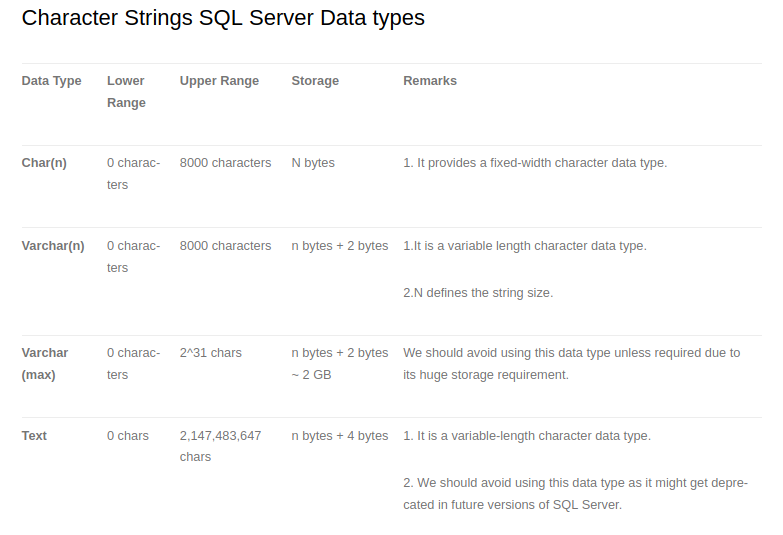 Character Strings SQL Server Data types
Data Type Lower Range Upper Range Storage Remarks
Char(n) 0 charac-ters 8000 characters N bytes 1. It provides a fixed-width character data type.
Varchar(n) 0 charac-ters 8000 characters n bytes + 2 bytes 1.It is a variable length character data type.
2.N defines the string size.
Varchar (max) 0 charac-ters 2^31 chars n bytes + 2 bytes ~ 2 GB We should avoid using this data type unless required due to
its huge storage requirement.
Text 0 chars 2,147,483,647 chars n bytes + 4 bytes 1. It is a variable-length character data type.
2. We should avoid using this data type as it might get depre-
cated in future versions of SQL Server.